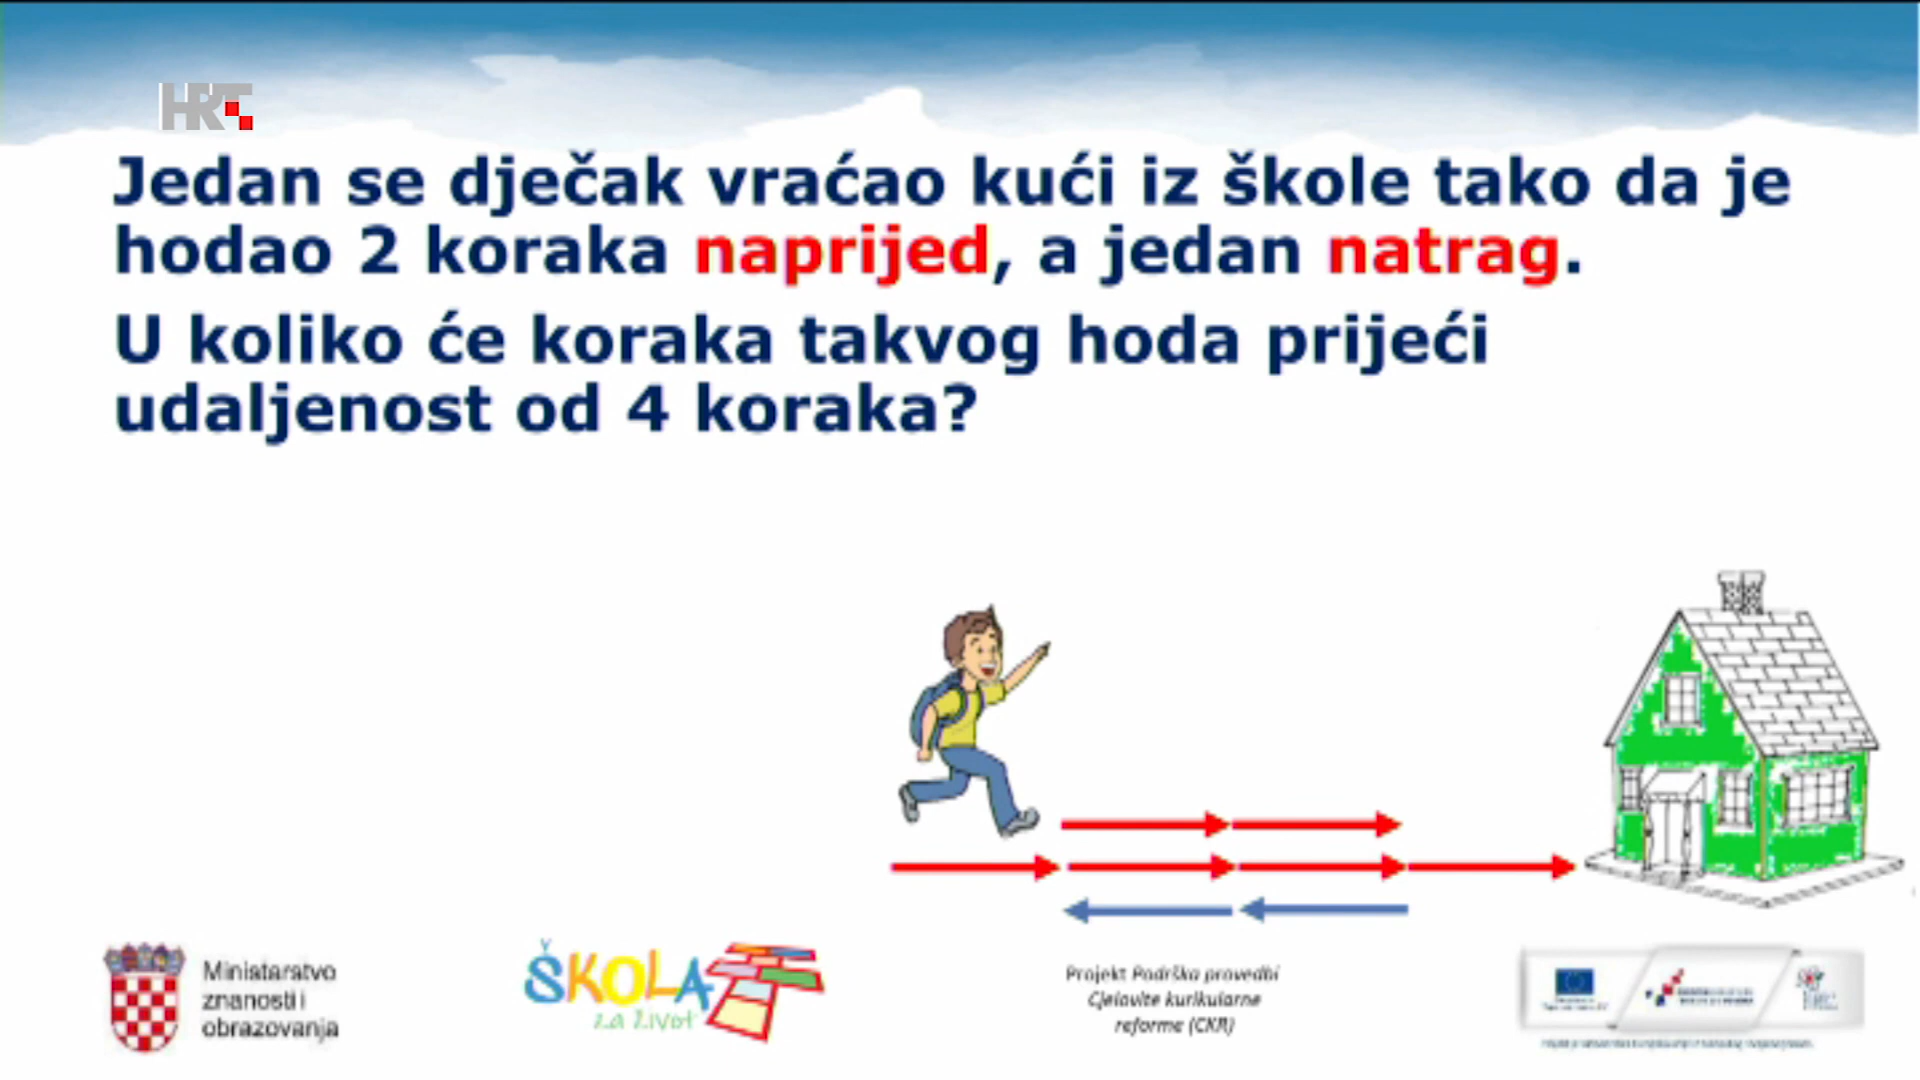 HRT
Jedan se dječak vraćao kući iz škole tako da je
hodao 2 koraka naprijed, a jedan natrag.
U koliko će koraka takvog hoda prijeći
udaljenost od 4 koraka?
Ministarstvo
znanosti i
obrazovanja
ŠKOLA
za život
Projekt Podrška provedbi
Cjelovite kurikularne
reforme (CKR)